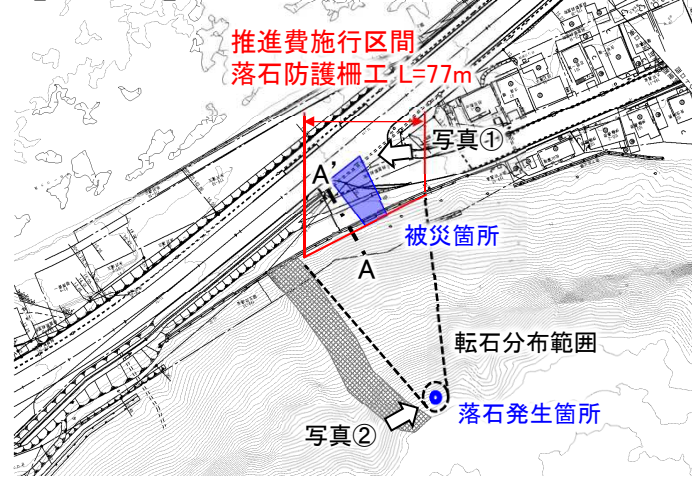 推進費施行区間
落石防護柵工 L=77m
写真①
A'
被災箇所
A
転石分布範囲
落石発生箇所
写真②